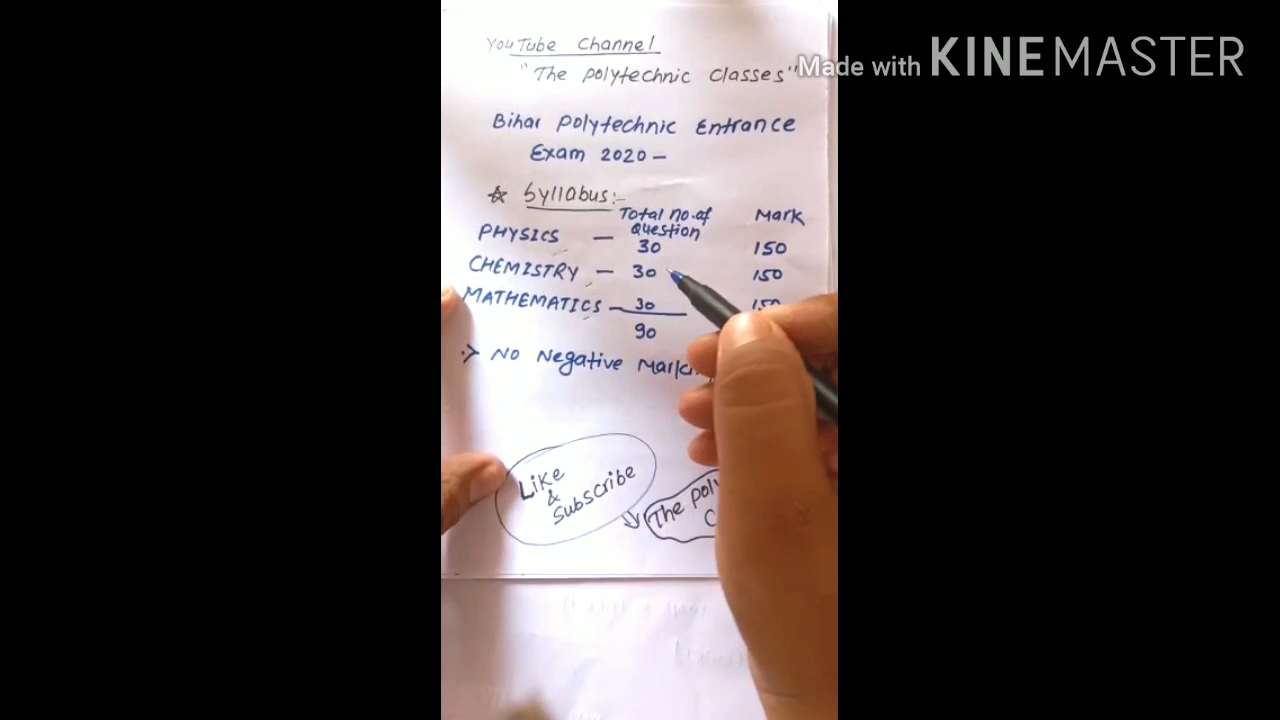 YouTube Channel
"The Polytechnic Classes"
Made with KINEMASTER
Bihar Polytechnic Entrance
Exam 2020 –
☆ Syllabus:-
Total no. of Question Mark
PHYSICS – 30 150
CHEMISTRY – 30 150
MATHEMATICS – 30 150
90
:> No Negative
Like
&
Subscribe
The